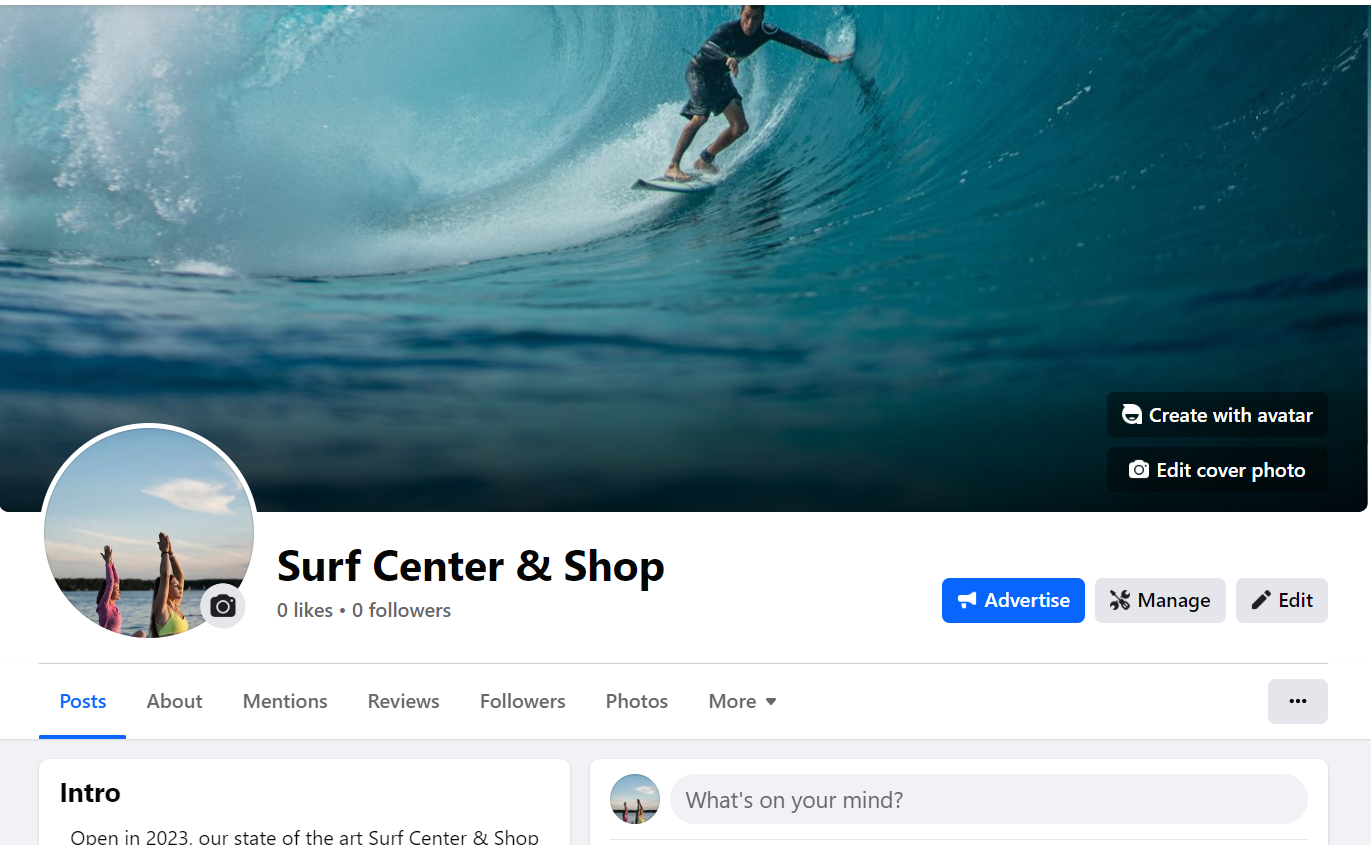 Create with avatar
Edit cover photo
Surf Center & Shop
0 likes • 0 followers
Advertise
Manage
Edit
Posts
About
Mentions
Reviews
Followers
Photos
More
Intro
Open in 2023, our state of the art Surf Center & Shop
What's on your mind?